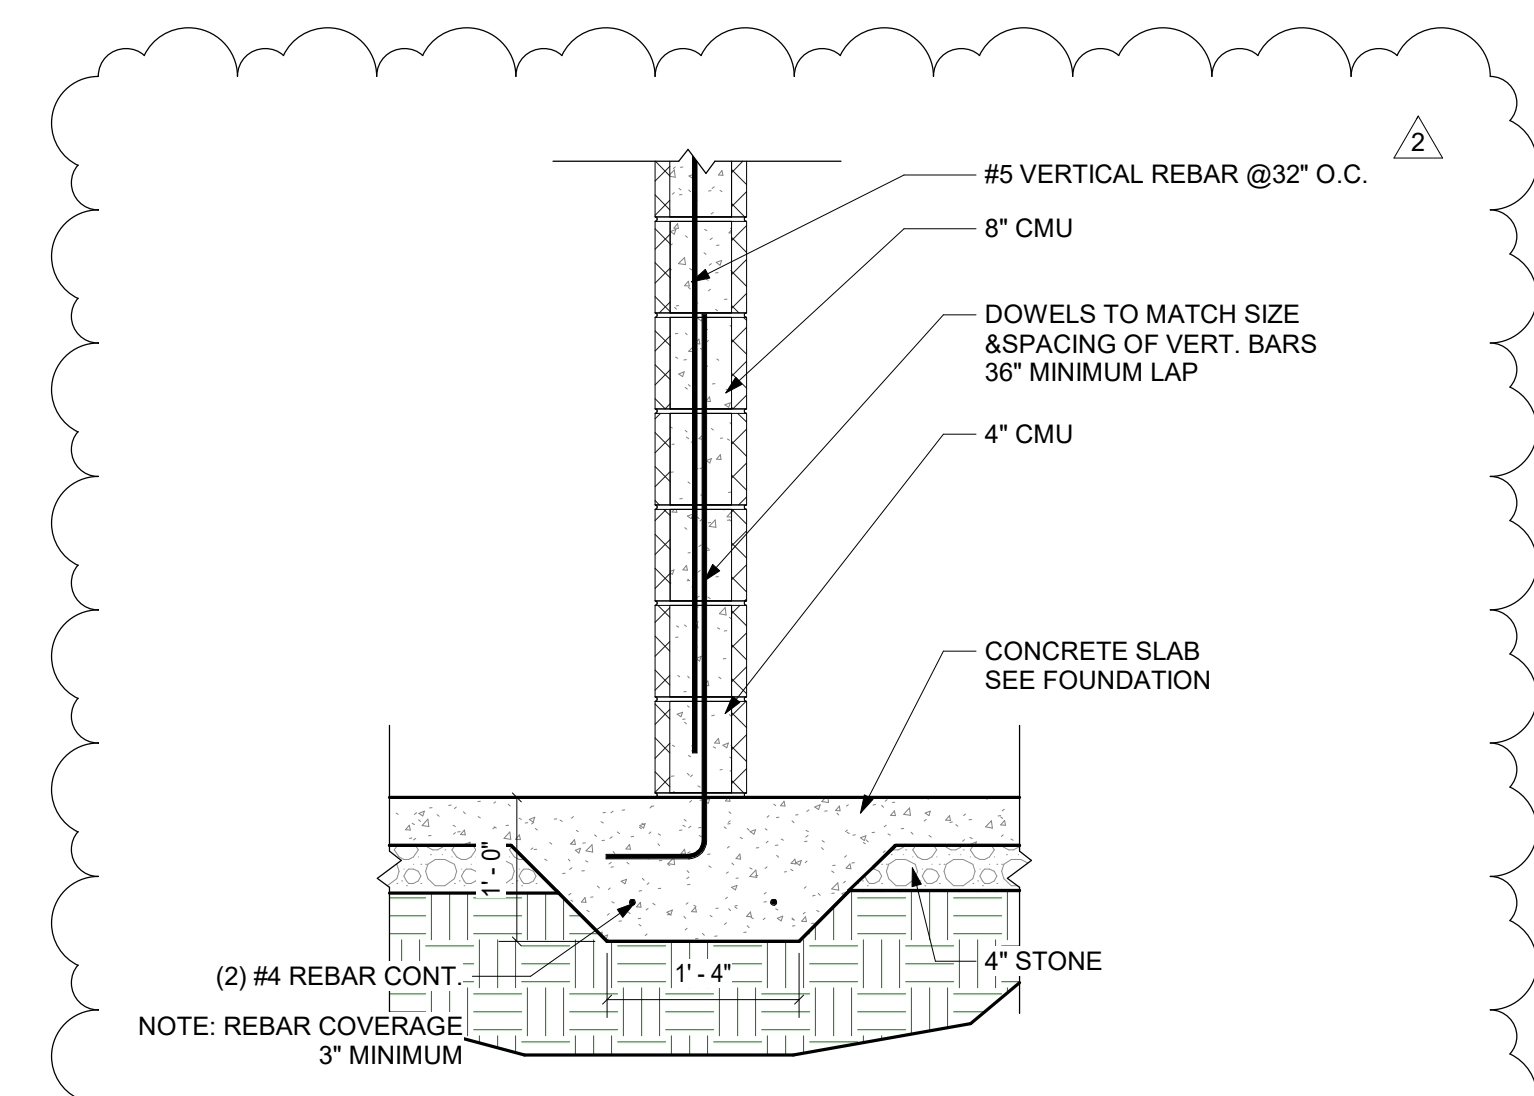 2
#5 VERTICAL REBAR @32" O.C.
8" CMU
DOWELS TO MATCH SIZE
&SPACING OF VERT. BARS
36" MINIMUM LAP
4" CMU
CONCRETE SLAB
SEE FOUNDATION
1' - 0"
4" STONE
(2) #4 REBAR CONT.
1' - 4"
NOTE: REBAR COVERAGE
3" MINIMUM